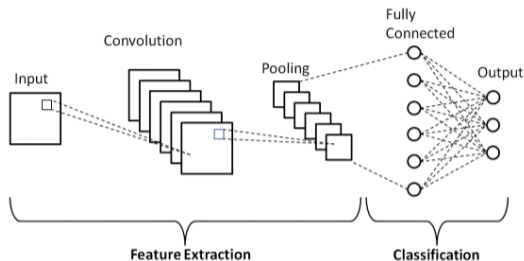 Input
Convolution
Pooling
Fully
Connected
Output
Feature Extraction
Classification